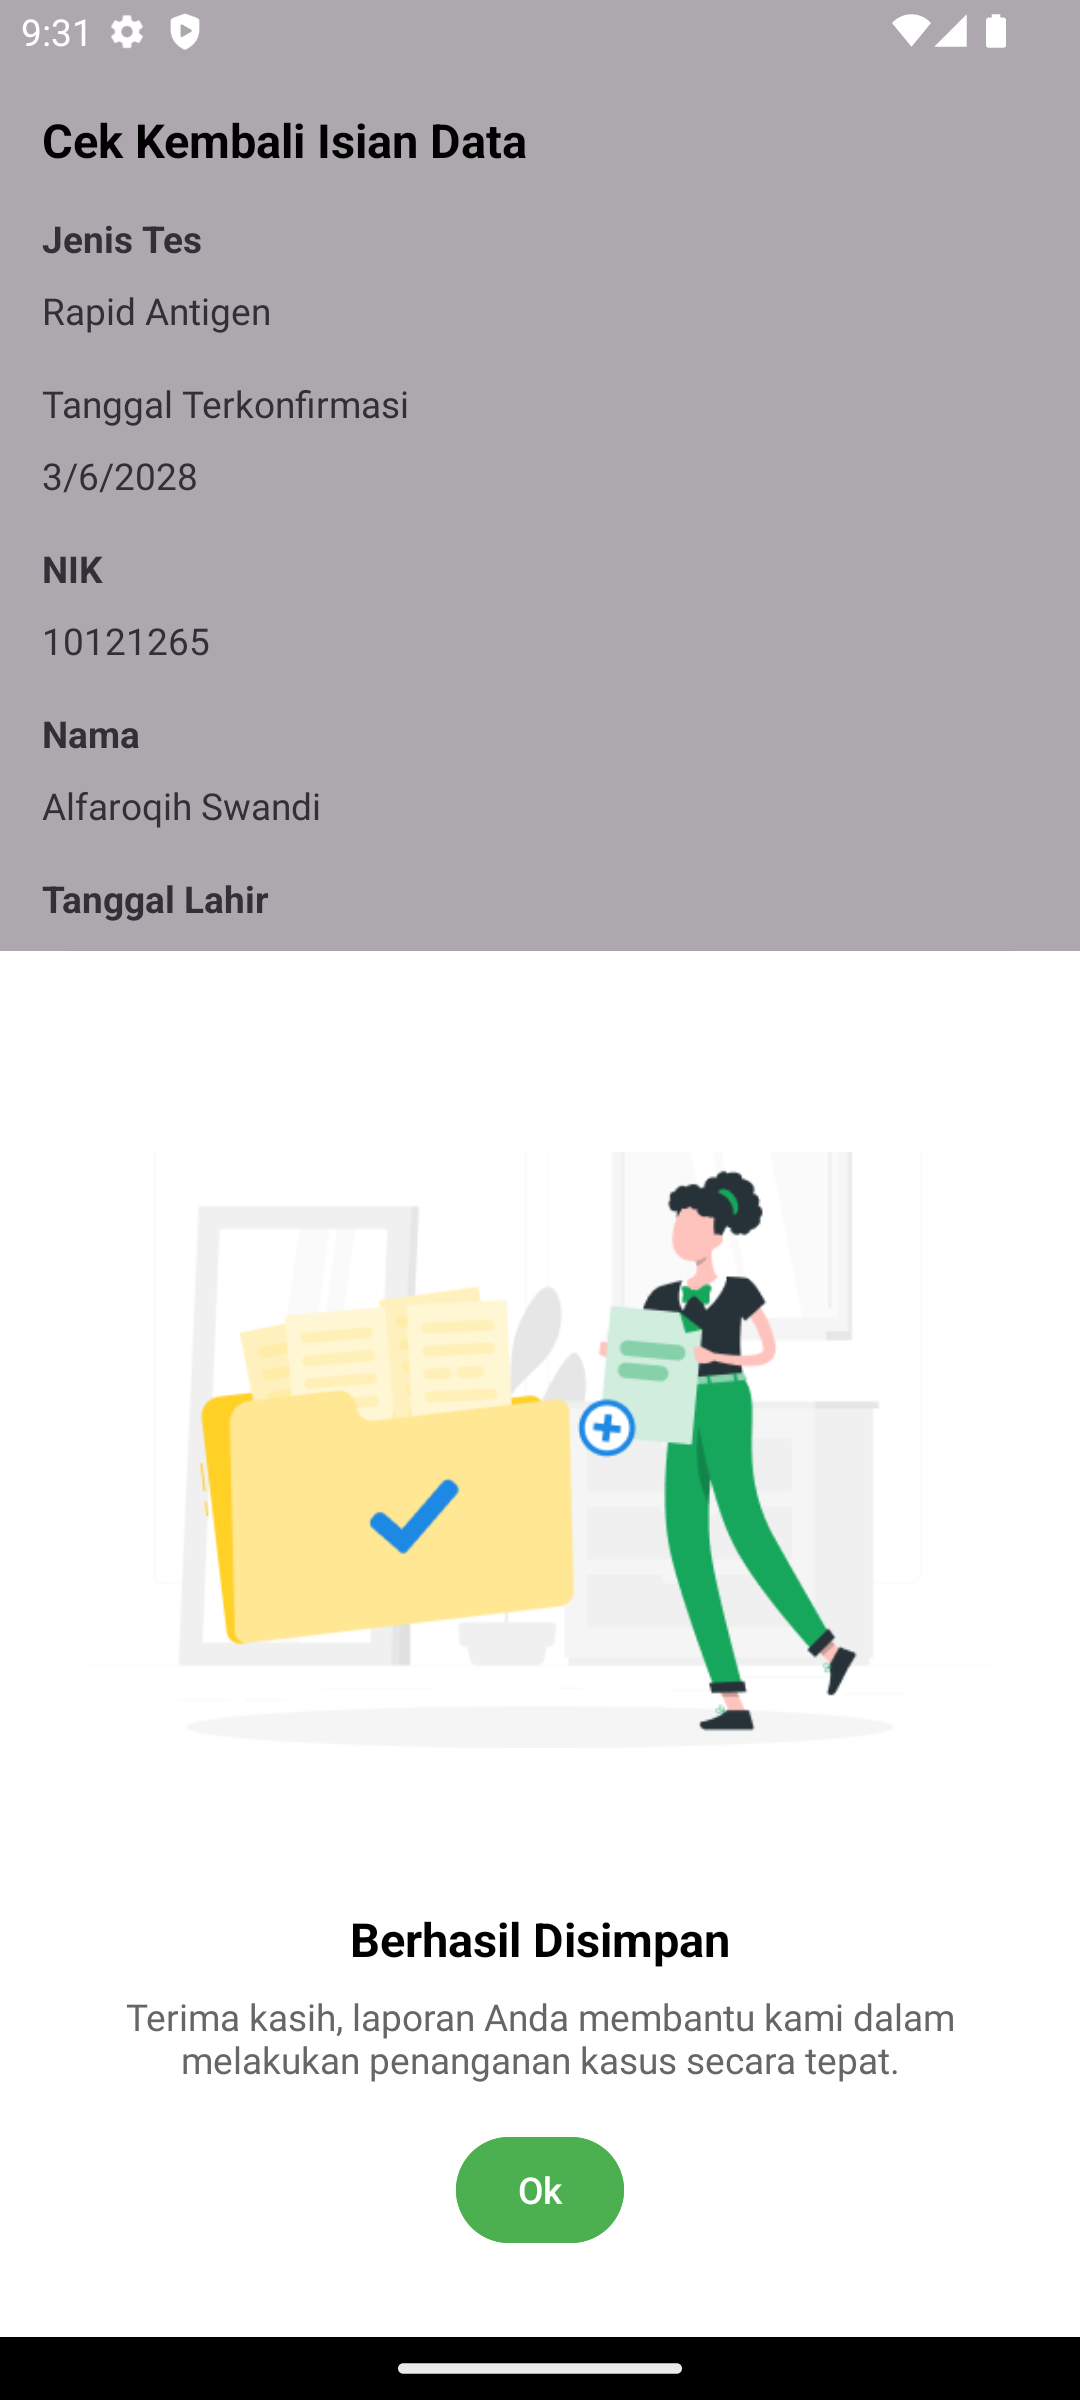 9:31
Cek Kembali Isian Data
Jenis Tes
Rapid Antigen
Tanggal Terkonfirmasi
3/6/2028
NIK
10121265
Nama
Alfaroqih Swandi
Tanggal Lahir
Berhasil Disimpan
Terima kasih, laporan Anda membantu kami dalam
melakukan penanganan kasus secara tepat.
Ok